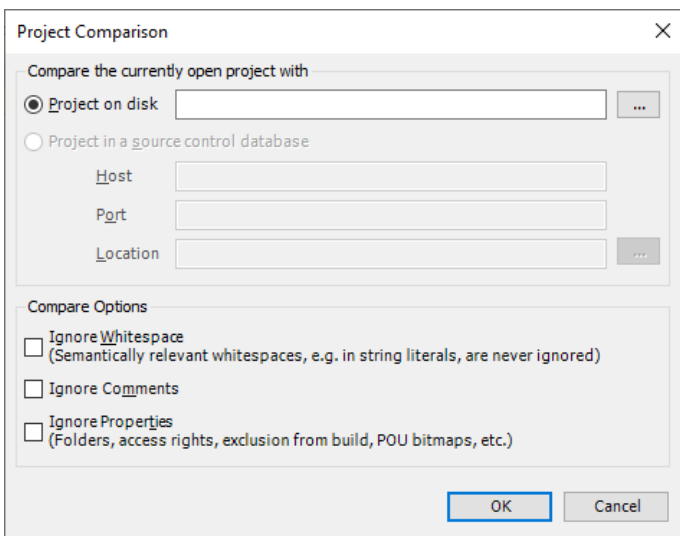 Project Comparison
Compare the currently open project with
Project on disk
...
Project in a source control database
Host
Port
Location
...
Compare Options
Ignore Whitespace
(Semantically relevant whitespaces, e.g. in string literals, are never ignored)
Ignore Comments
Ignore Properties
(Folders, access rights, exclusion from build, POU bitmaps, etc.)
OK Cancel